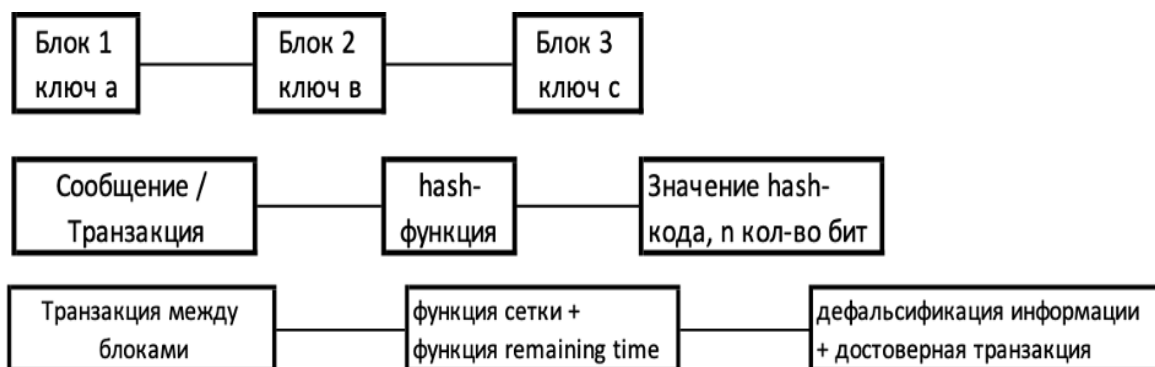 Блок 1
ключ а
Блок 2
ключ в
Блок 3
ключ с
Сообщение /
Транзакция
hash-
функция
Значение hash-
кода, n кол-во бит
Транзакция между
блоками
функция сетки +
функция remaining time
дефальсификация информации
+ достоверная транзакция